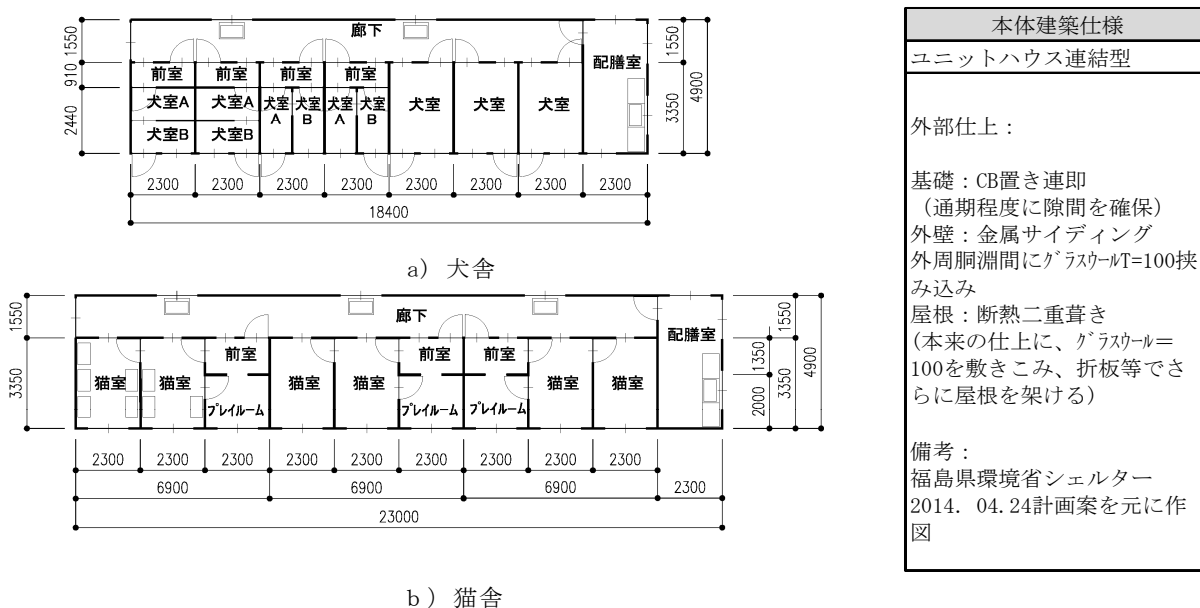 廊下
配膳室
前室 前室 前室 前室
犬室A 犬室A 犬室A 犬室B 犬室A 犬室B 犬室 犬室 犬室
犬室B 犬室B
1550
910
2440
1550
3350
4900
2300 2300 2300 2300 2300 2300 2300 2300
18400
a) 犬舎
廊下
配膳室
前室 前室 前室
猫室 猫室 猫室 猫室 猫室 猫室
プレイルーム プレイルーム プレイルーム
1550
3350
1350
2000
1550
3350
4900
2300 2300 2300 2300 2300 2300 2300 2300 2300
6900 6900 6900 2300
23000
b) 猫舎
本体建築仕様
ユニットハウス連結型
外部仕上：
基礎：CB置き連即
（通期程度に隙間を確保）
外壁：金属サイディング
外周胴淵間にグラスウールT=100挟
み込み
屋根：断熱二重葺き
(本来の仕上に、グラスウール＝
100を敷きこみ、折板等でさ
らに屋根を架ける)
備考：
福島県環境省シェルター
2014. 04.24計画案を元に作
図